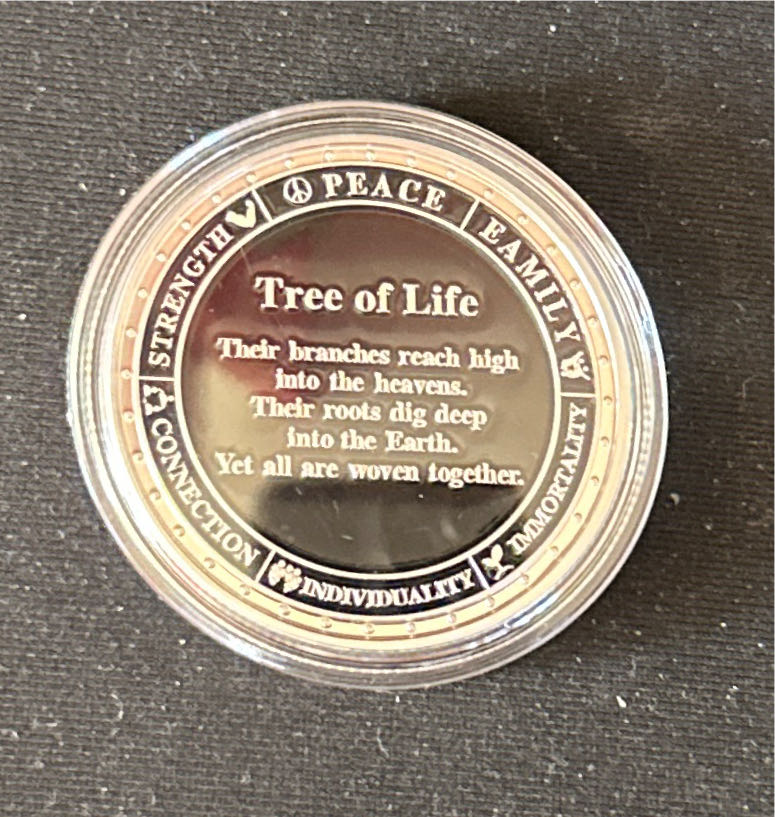 PEACE
EAMILY
IMMORTALITY
INDIVIDUALITY
CONNECTION
STRENGTH
Tree of Life
Their branches reach high
into the heavens.
Their roots dig deep
into the Earth.
Yet all are woven together.